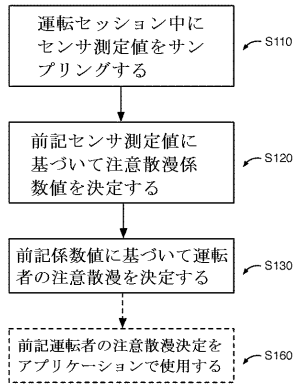 運転セッション中に
センサ測定値をサン
プリングする
S110
前記センサ測定値に
基づいて注意散漫係
数値を決定する
S120
前記係数値に基づいて運転
者の注意散漫を決定する
S130
前記運転者の注意散漫決定を
アプリケーションで使用する
S160